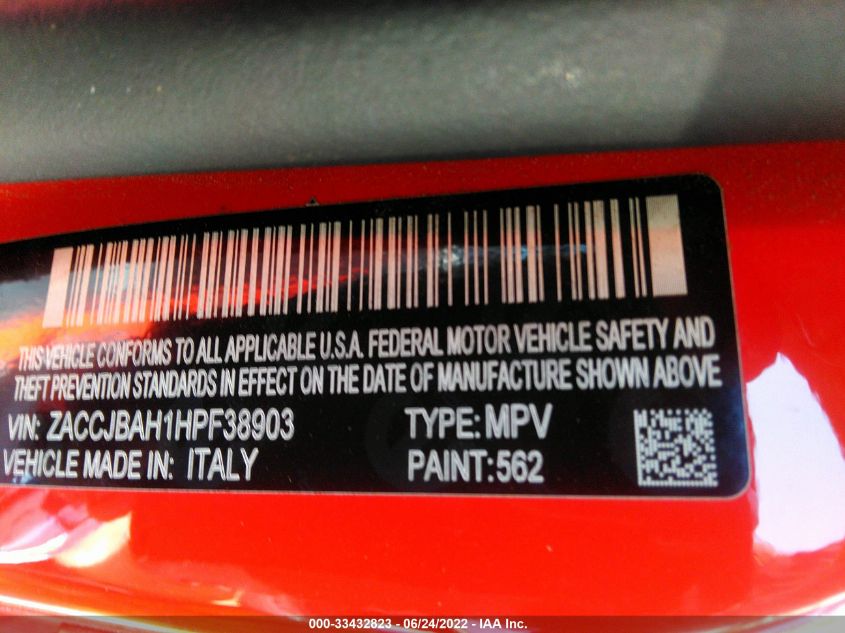 THIS VEHICLE CONFORMS TO ALL APPLICABLE U.S.A. FEDERAL MOTOR VEHICLE SAFETY AND
THEFT PREVENTION STANDARDS IN EFFECT ON THE DATE OF MANUFACTURE SHOWN ABOVE
VIN: ZACCJBAH1HPF38903 TYPE: MPV
VEHICLE MADE IN: ITALY PAINT: 562
000-33432823 - 06/24/2022 - IAA Inc.